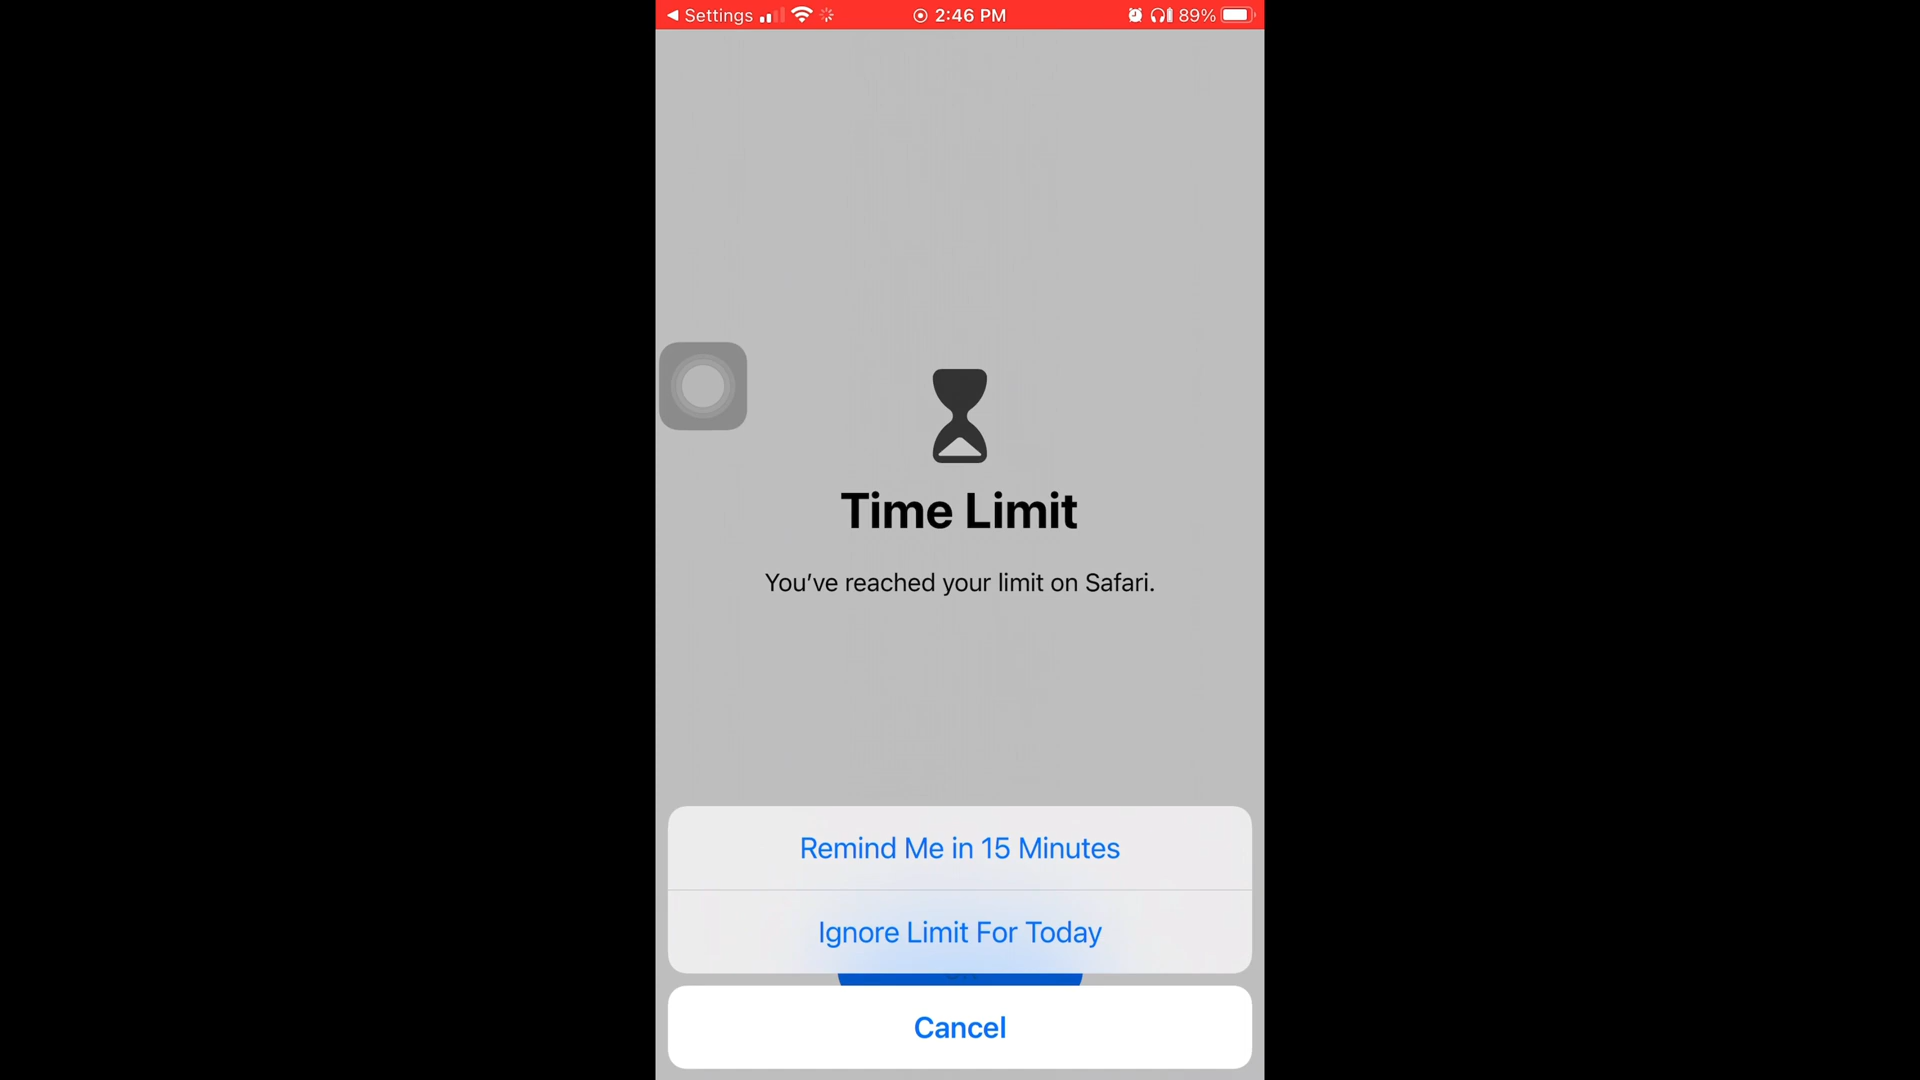 Settings 2:46 PM 89%
Time Limit
You've reached your limit on Safari.
Remind Me in 15 Minutes
Ignore Limit For Today
Cancel